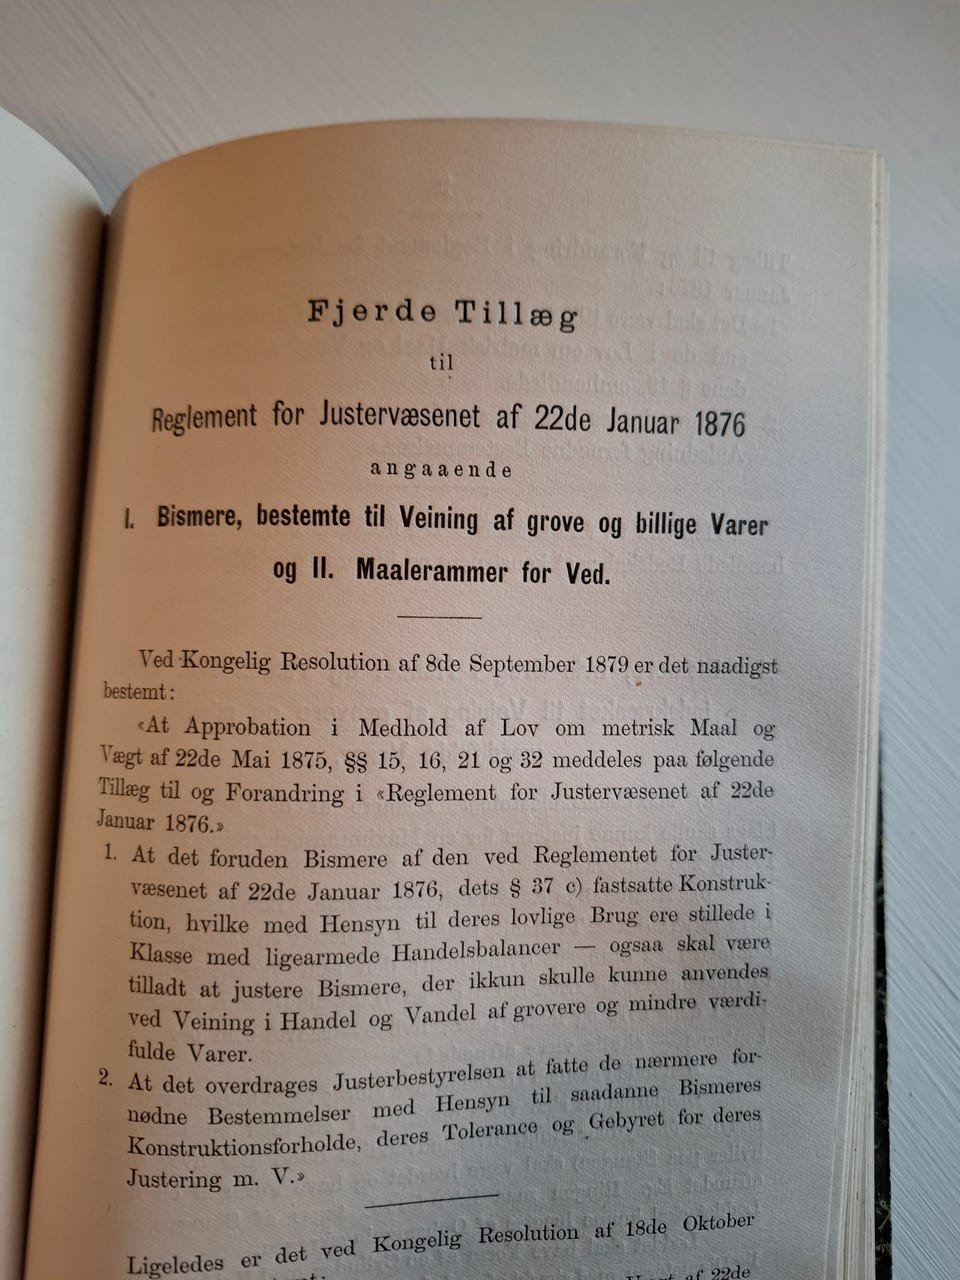 Fjerde Tillæg
til
Reglement for Justervæsenet af 22de Januar 1876
angaaende
I. Bismere, bestemte til Veining af grove og billige Varer
og II. Maalerammer for Ved.
Ved Kongelig Resolution af 8de September 1879 er det naadigst
bestemt:
«At Approbation i Medhold af Lov om metrisk Maal og
Vægt af 22de Mai 1875, §§ 15, 16, 21 og 32 meddeles paa følgende
Tillæg til og Forandring i «Reglement for Justervæsenet af 22de
Januar 1876.»
1. At det foruden Bismere af den ved Reglementet for Juster-
væsenet af 22de Januar 1876, dets § 37 c) fastsatte Konstruk-
tion, hvilke med Hensyn til deres lovlige Brug ere stillede i
Klasse med ligearmede Handelsbalancer — ogsaa skal være
tilladt at justere Bismere, der ikkun skulle kunne anvendes
ved Veining i Handel og Vandel af grovere og mindre værdi-
fulde Varer.
2. At det overdrages Justerbestyrelsen at fatte de nærmere for-
nødne Bestemmelser med Hensyn til saadanne Bismeres
Konstruktionsforholde, deres Tolerance og Gebyret for deres
Justering m. V.»
Ligeledes er det ved Kongelig Resolution af 18de Oktober
af 22de